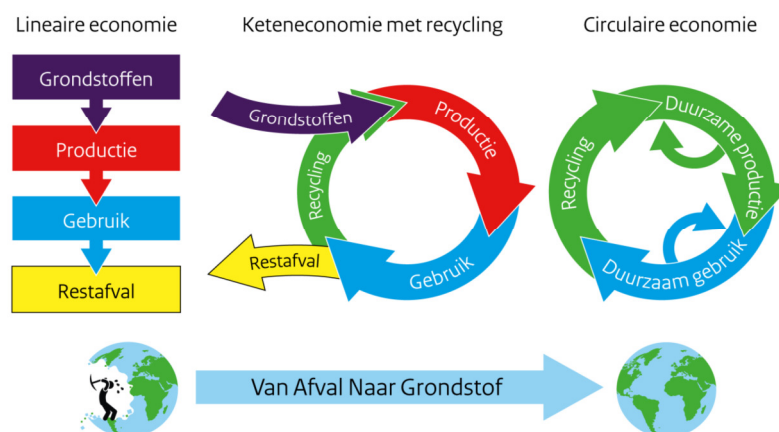 Lineaire economie
Keteneconomie met recycling
Circulaire economie
Grondstoffen
Productie
Gebruik
Restafval
Grondstoffen
Productie
Recycling
Gebruik
Restafval
Recycling
Duurzame productie
Duurzaam gebruik
Van Afval Naar Grondstof